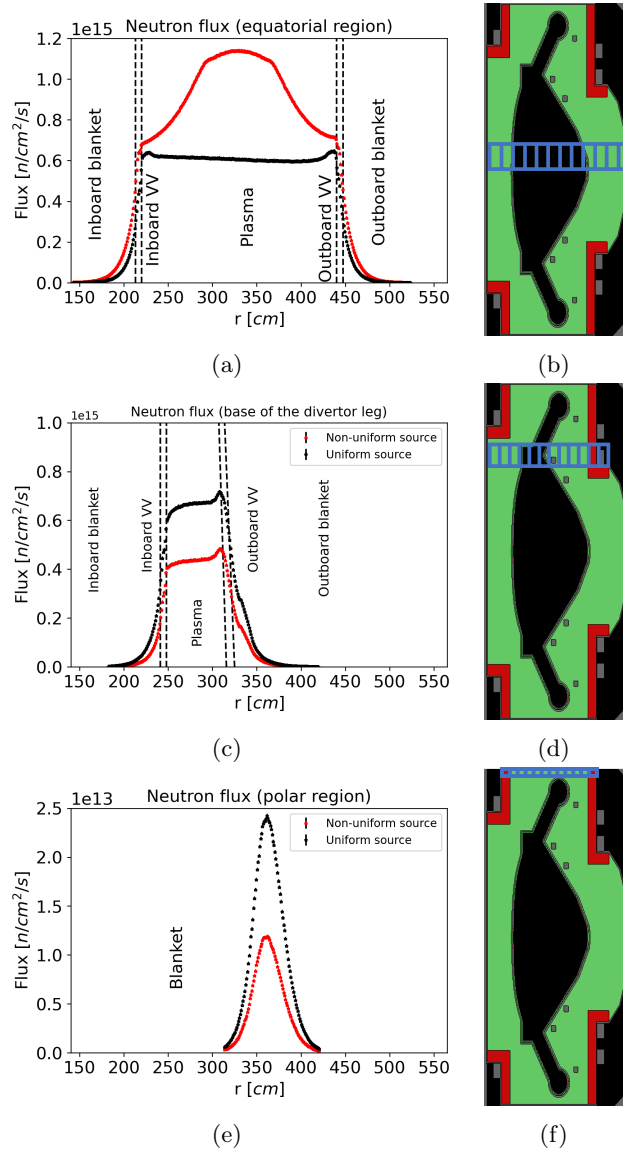 Neutron flux (equatorial region)
1e15
1.2
1.0
0.8
0.6
0.4
0.2
0.0
Flux [n/cm²/s]
Inboard blanket
Inboard VV
Plasma
Outboard VV
Outboard blanket
150 200 250 300 350 400 450 500 550
r [cm]
(a)
(b)
Neutron flux (base of the divertor leg)
1e15
1.0
0.8
0.6
0.4
0.2
0.0
Flux [n/cm²/s]
Non-uniform source
Uniform source
Inboard blanket
Inboard VV
Plasma
Outboard VV
Outboard blanket
150 200 250 300 350 400 450 500 550
r [cm]
(c)
(d)
Neutron flux (polar region)
1e13
2.5
2.0
1.5
1.0
0.5
0.0
Flux [n/cm²/s]
Non-uniform source
Uniform source
Blanket
150 200 250 300 350 400 450 500 550
r [cm]
(e)
(f)